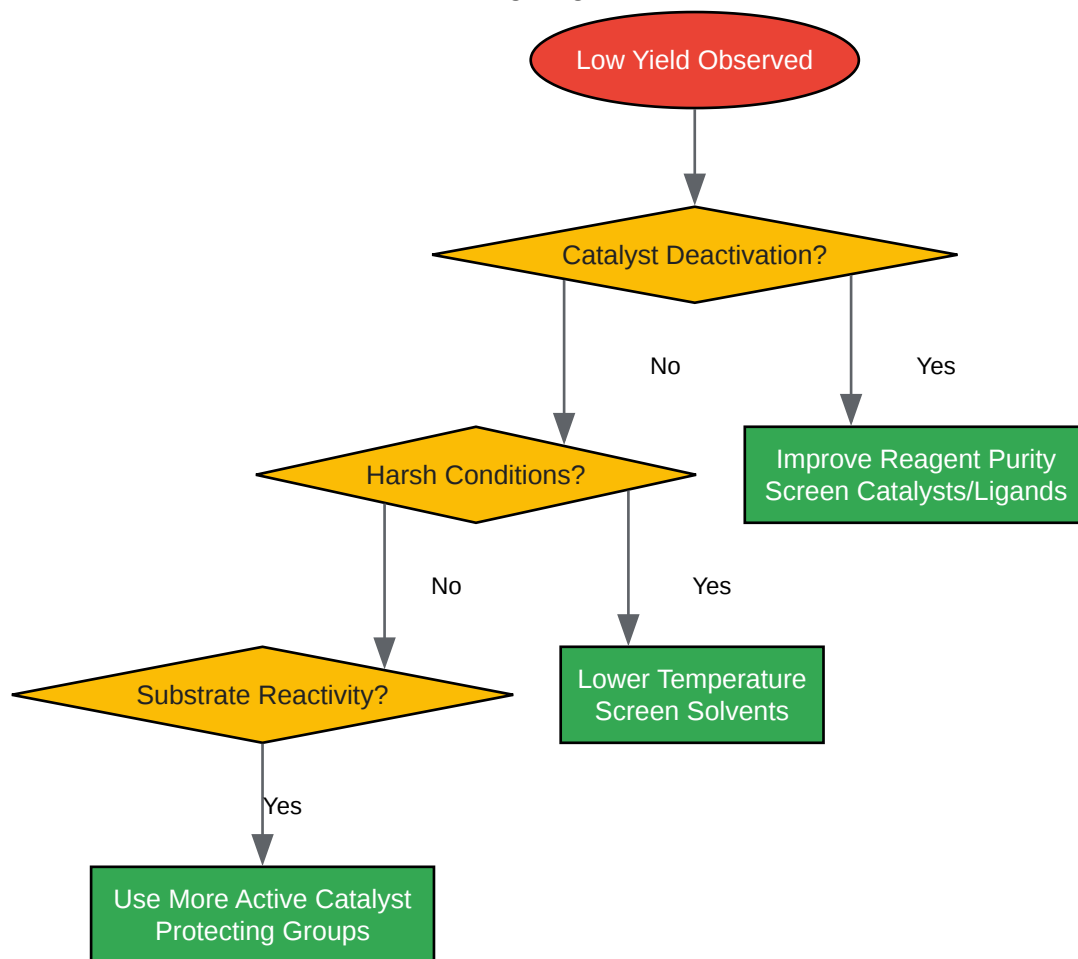 Low Yield Observed
Catalyst Deactivation?
No
Yes
Harsh Conditions?
Improve Reagent Purity
Screen Catalysts/Ligands
No
Yes
Substrate Reactivity?
Lower Temperature
Screen Solvents
Yes
Use More Active Catalyst
Protecting Groups